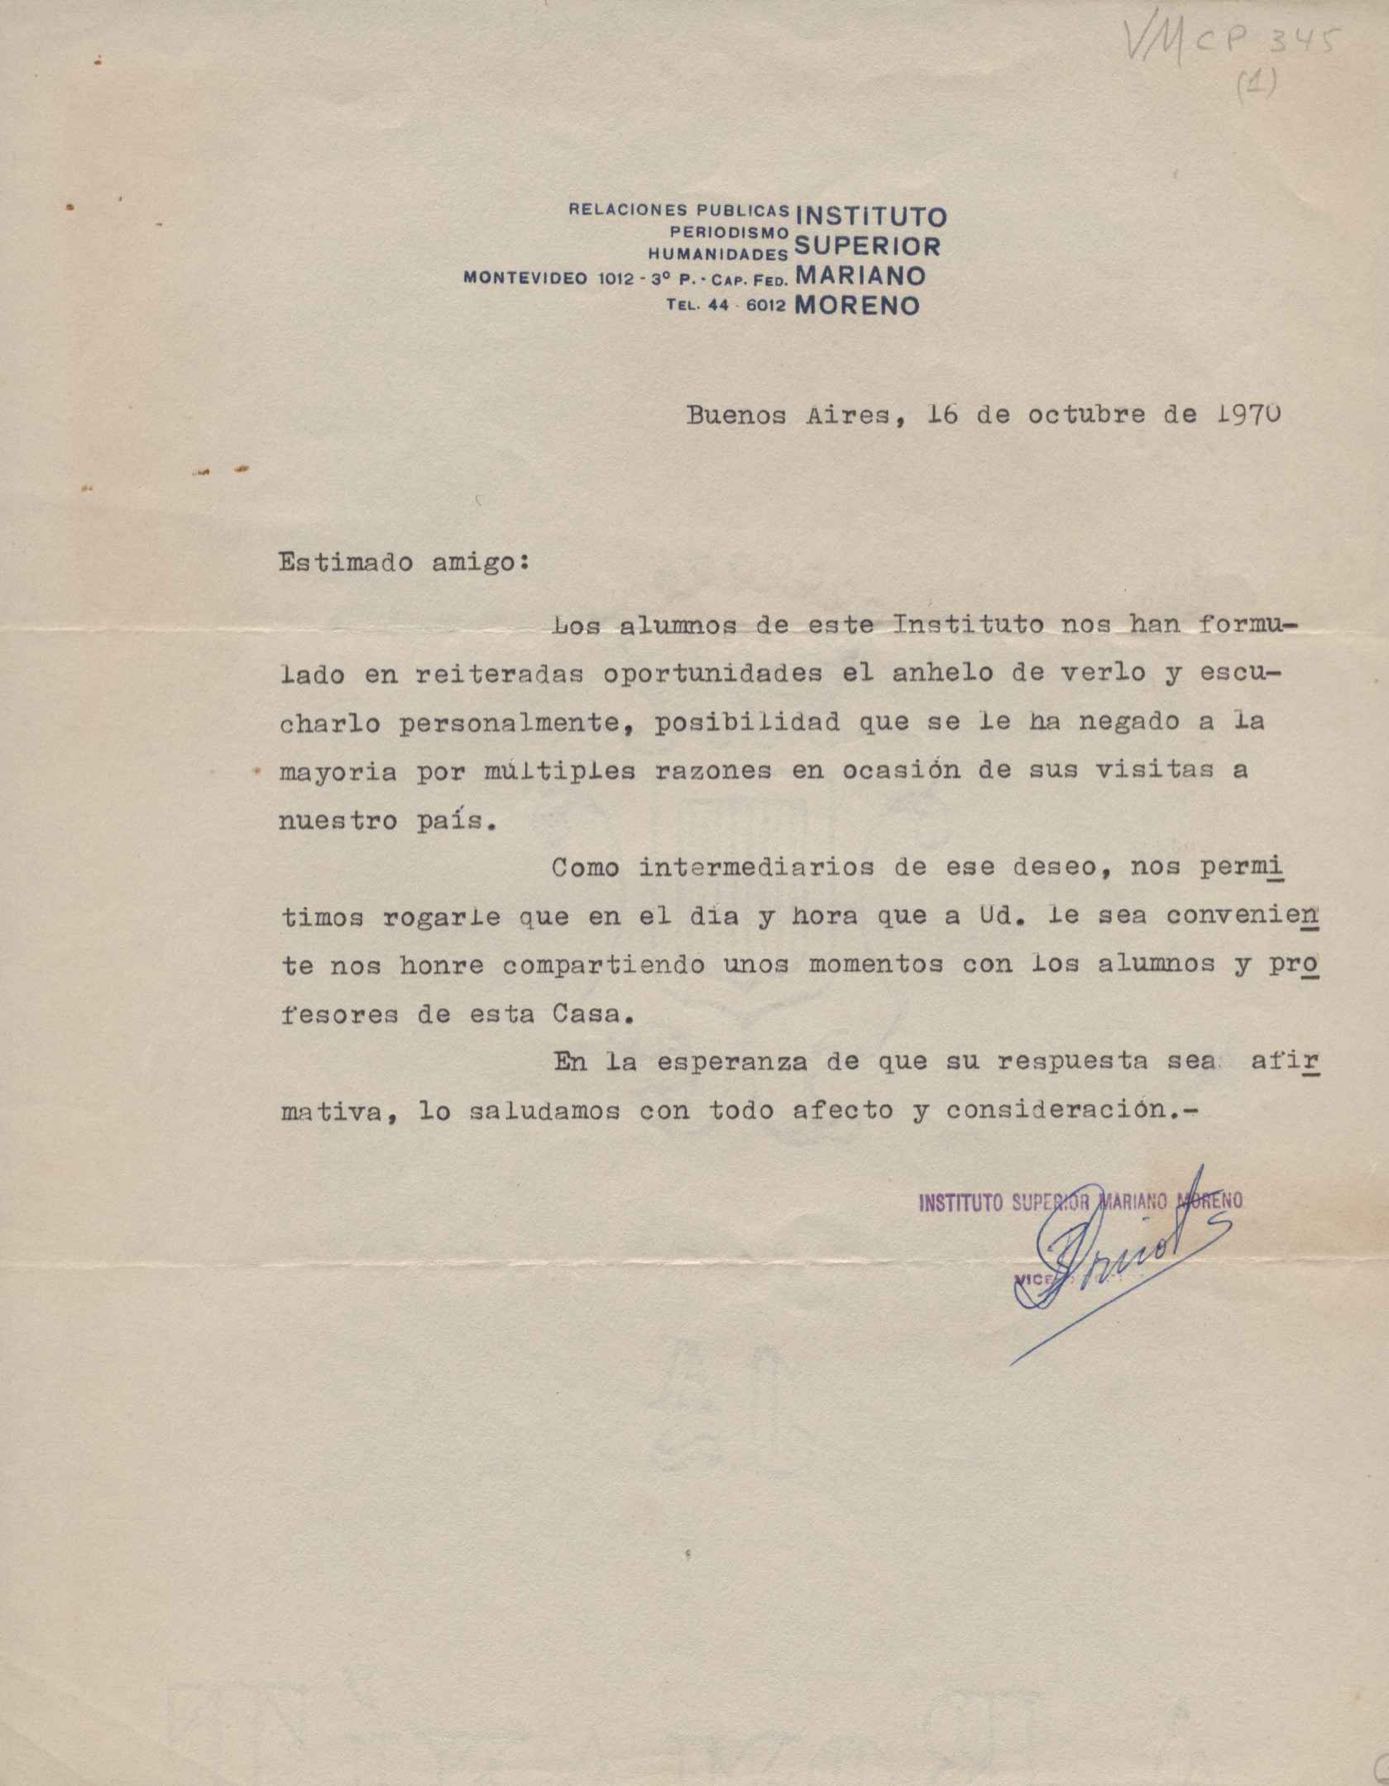 VMCP 345
(1)
RELACIONES PUBLICAS INSTITUTO
PERIODISMO
HUMANIDADES SUPERIOR
MONTEVIDEO 1012 - 3º P. - CAP. FED. MARIANO
TEL. 44 - 6012 MORENO
Buenos Aires, 16 de octubre de 1970
Estimado amigo:
Los alumnos de este Instituto nos han formu-
lado en reiteradas oportunidades el anhelo de verlo y escu-
charlo personalmente, posibilidad que se le ha negado a la
mayoria por múltiples razones en ocasión de sus visitas a
nuestro país.
Como intermediarios de ese deseo, nos permi
timos rogarle que en el día y hora que a Ud. le sea convenien
te nos honre compartiendo unos momentos con los alumnos y pro
fesores de esta Casa.
En la esperanza de que su respuesta sea afir
mativa, lo saludamos con todo afecto y consideración.-
INSTITUTO SUPERIOR MARIANO MORENO
VICE